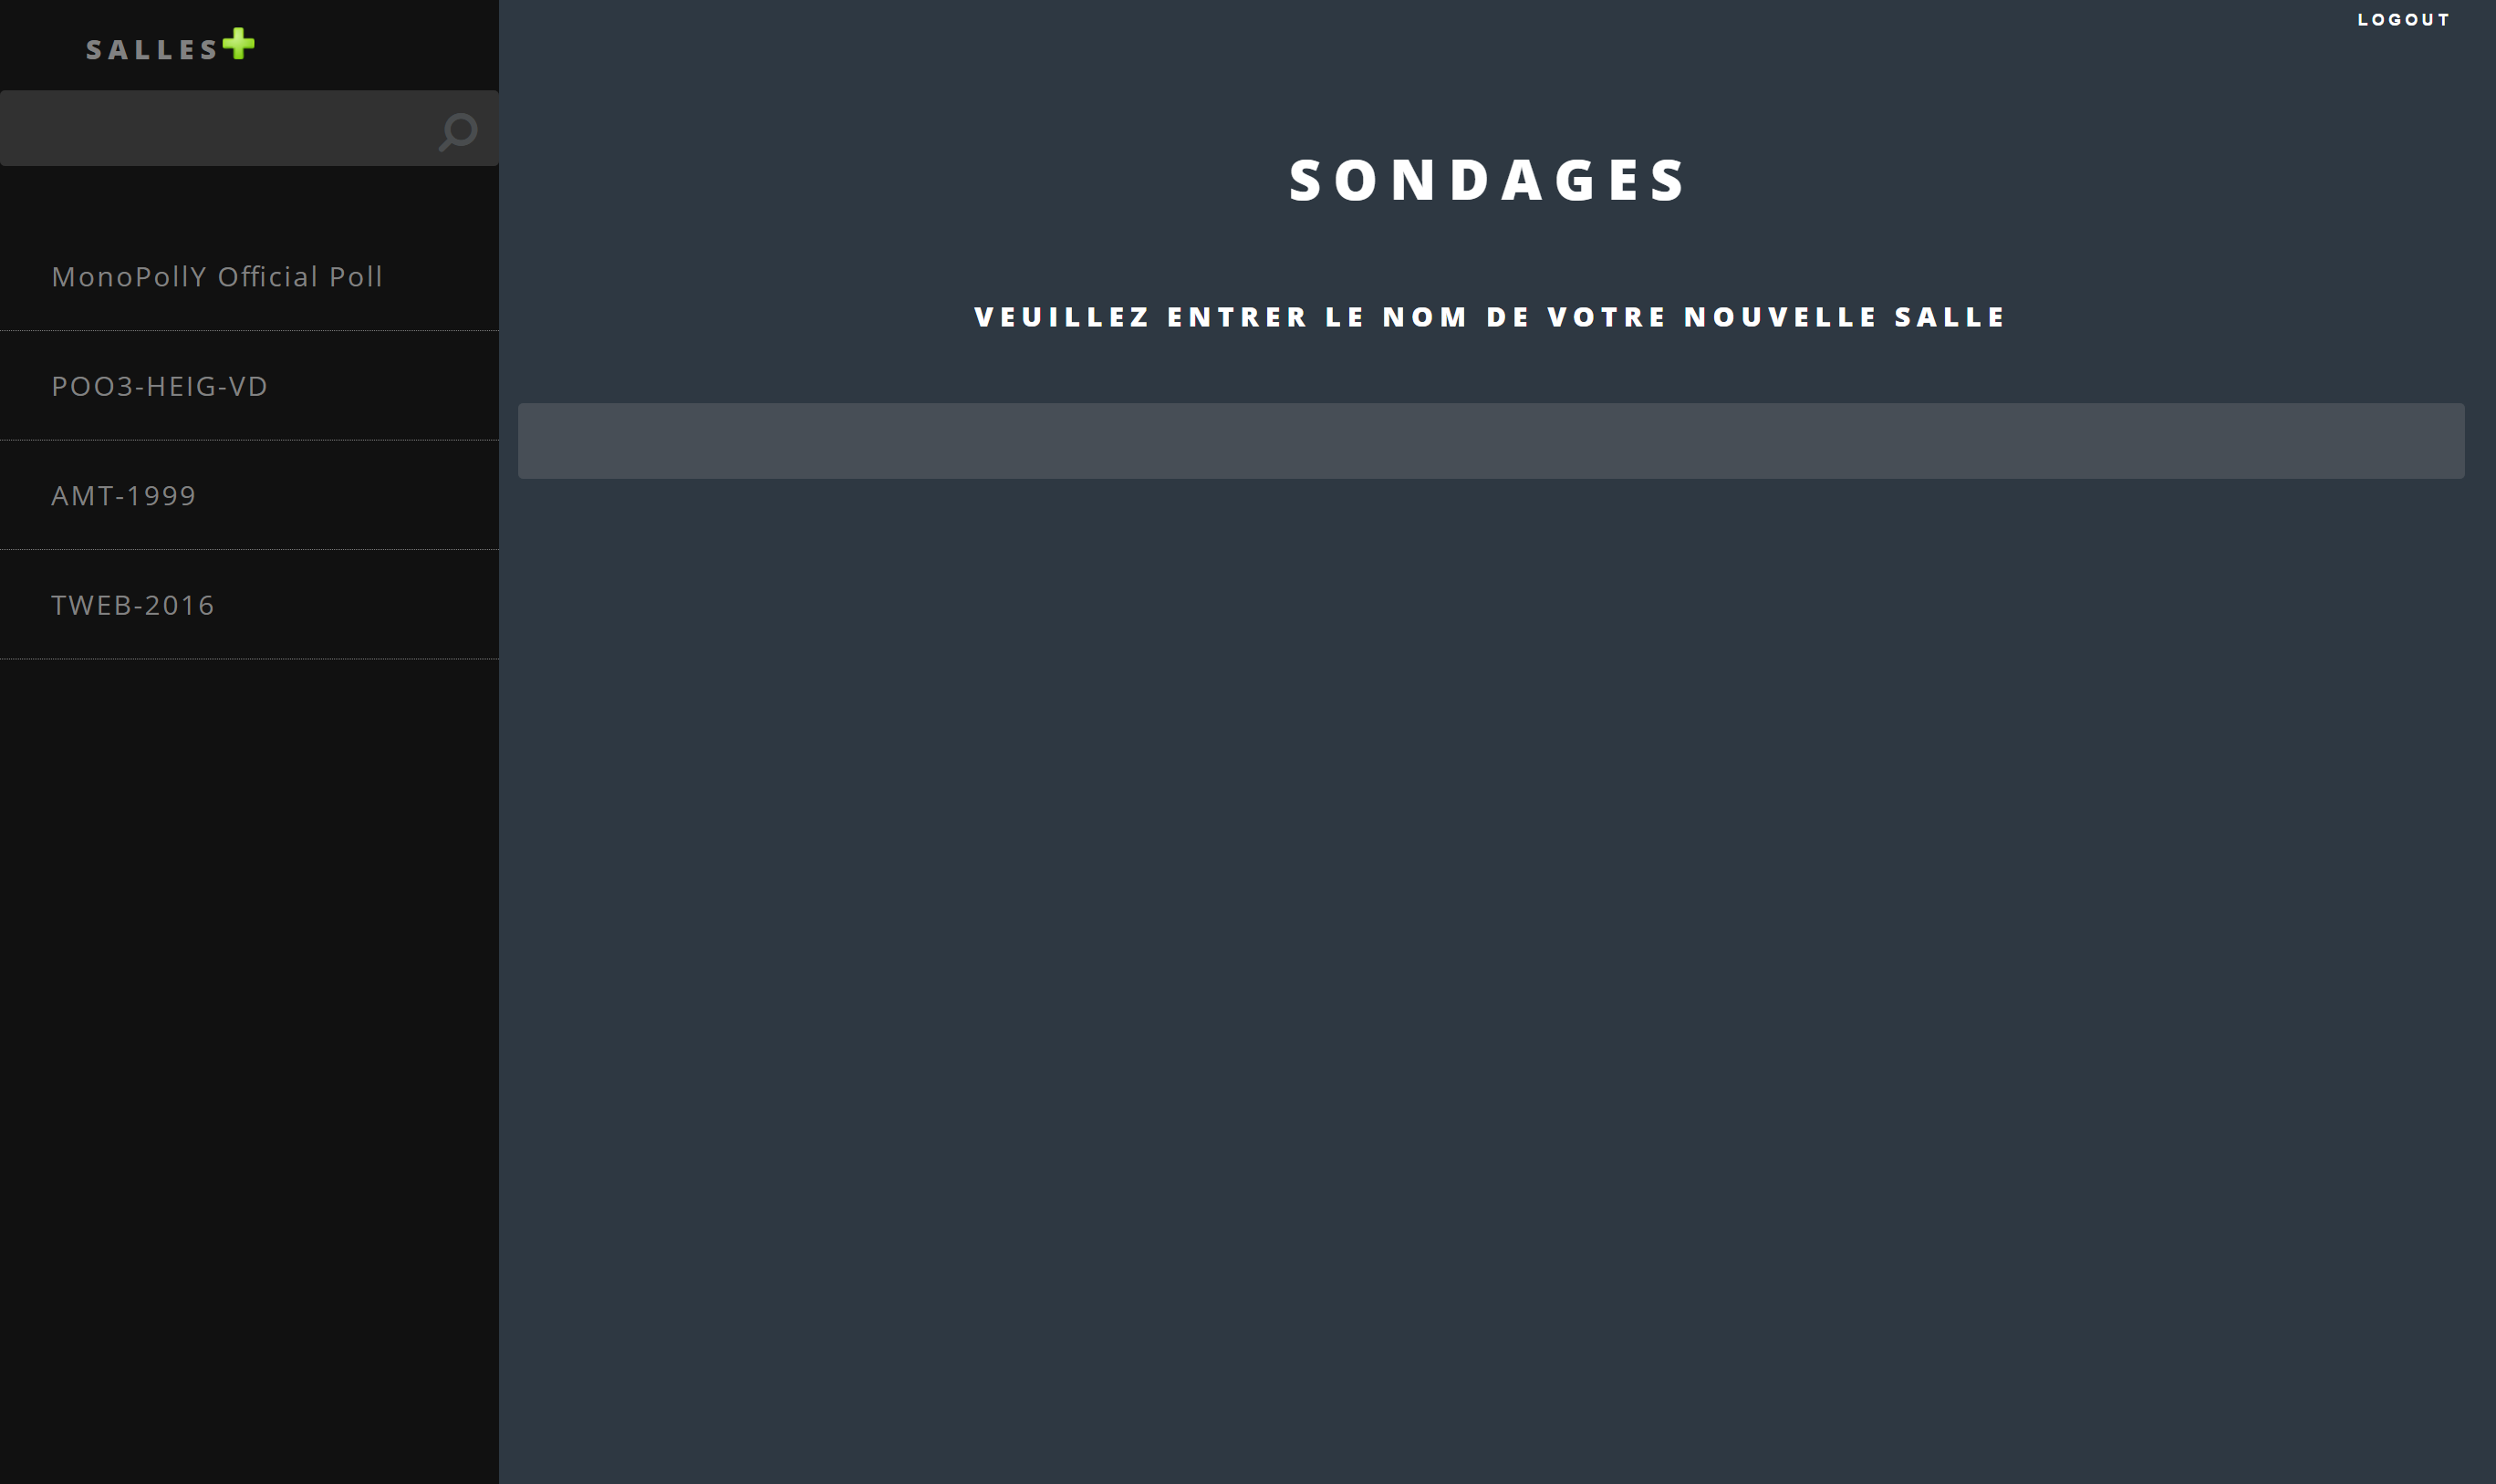 SALLES
MonoPollY Official Poll
POO3-HEIG-VD
AMT-1999
TWEB-2016
LOGOUT
SONDAGES
VEUILLEZ ENTRER LE NOM DE VOTRE NOUVELLE SALLE